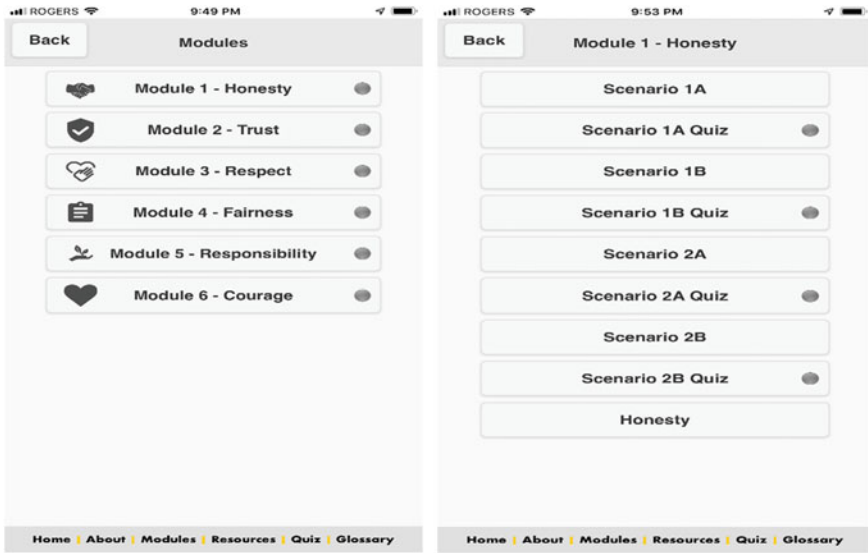 ROGERS 9:49 PM
Back Modules
Module 1 - Honesty
Module 2 - Trust
Module 3 - Respect
Module 4 - Fairness
Module 5 - Responsibility
Module 6 - Courage
Home | About | Modules | Resources | Quiz | Glossary
ROGERS 9:53 PM
Back Module 1 - Honesty
Scenario 1A
Scenario 1A Quiz
Scenario 1B
Scenario 1B Quiz
Scenario 2A
Scenario 2A Quiz
Scenario 2B
Scenario 2B Quiz
Honesty
Home | About | Modules | Resources | Quiz | Glossary